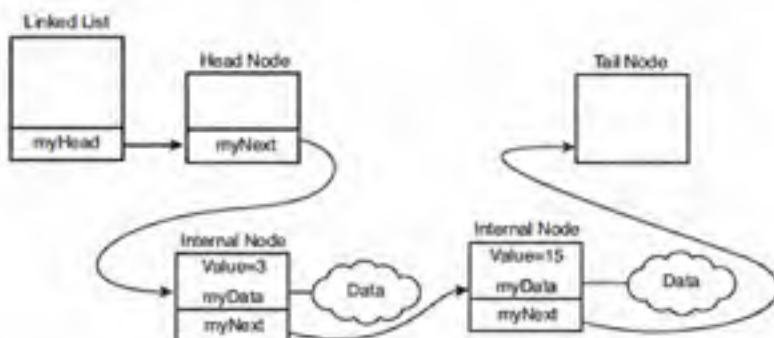 Linked List
Head Node
Tail Node
myHead
myNext
Internal Node
Value=3
myData
Data
myNext
Internal Node
Value=15
myData
Data
myNext